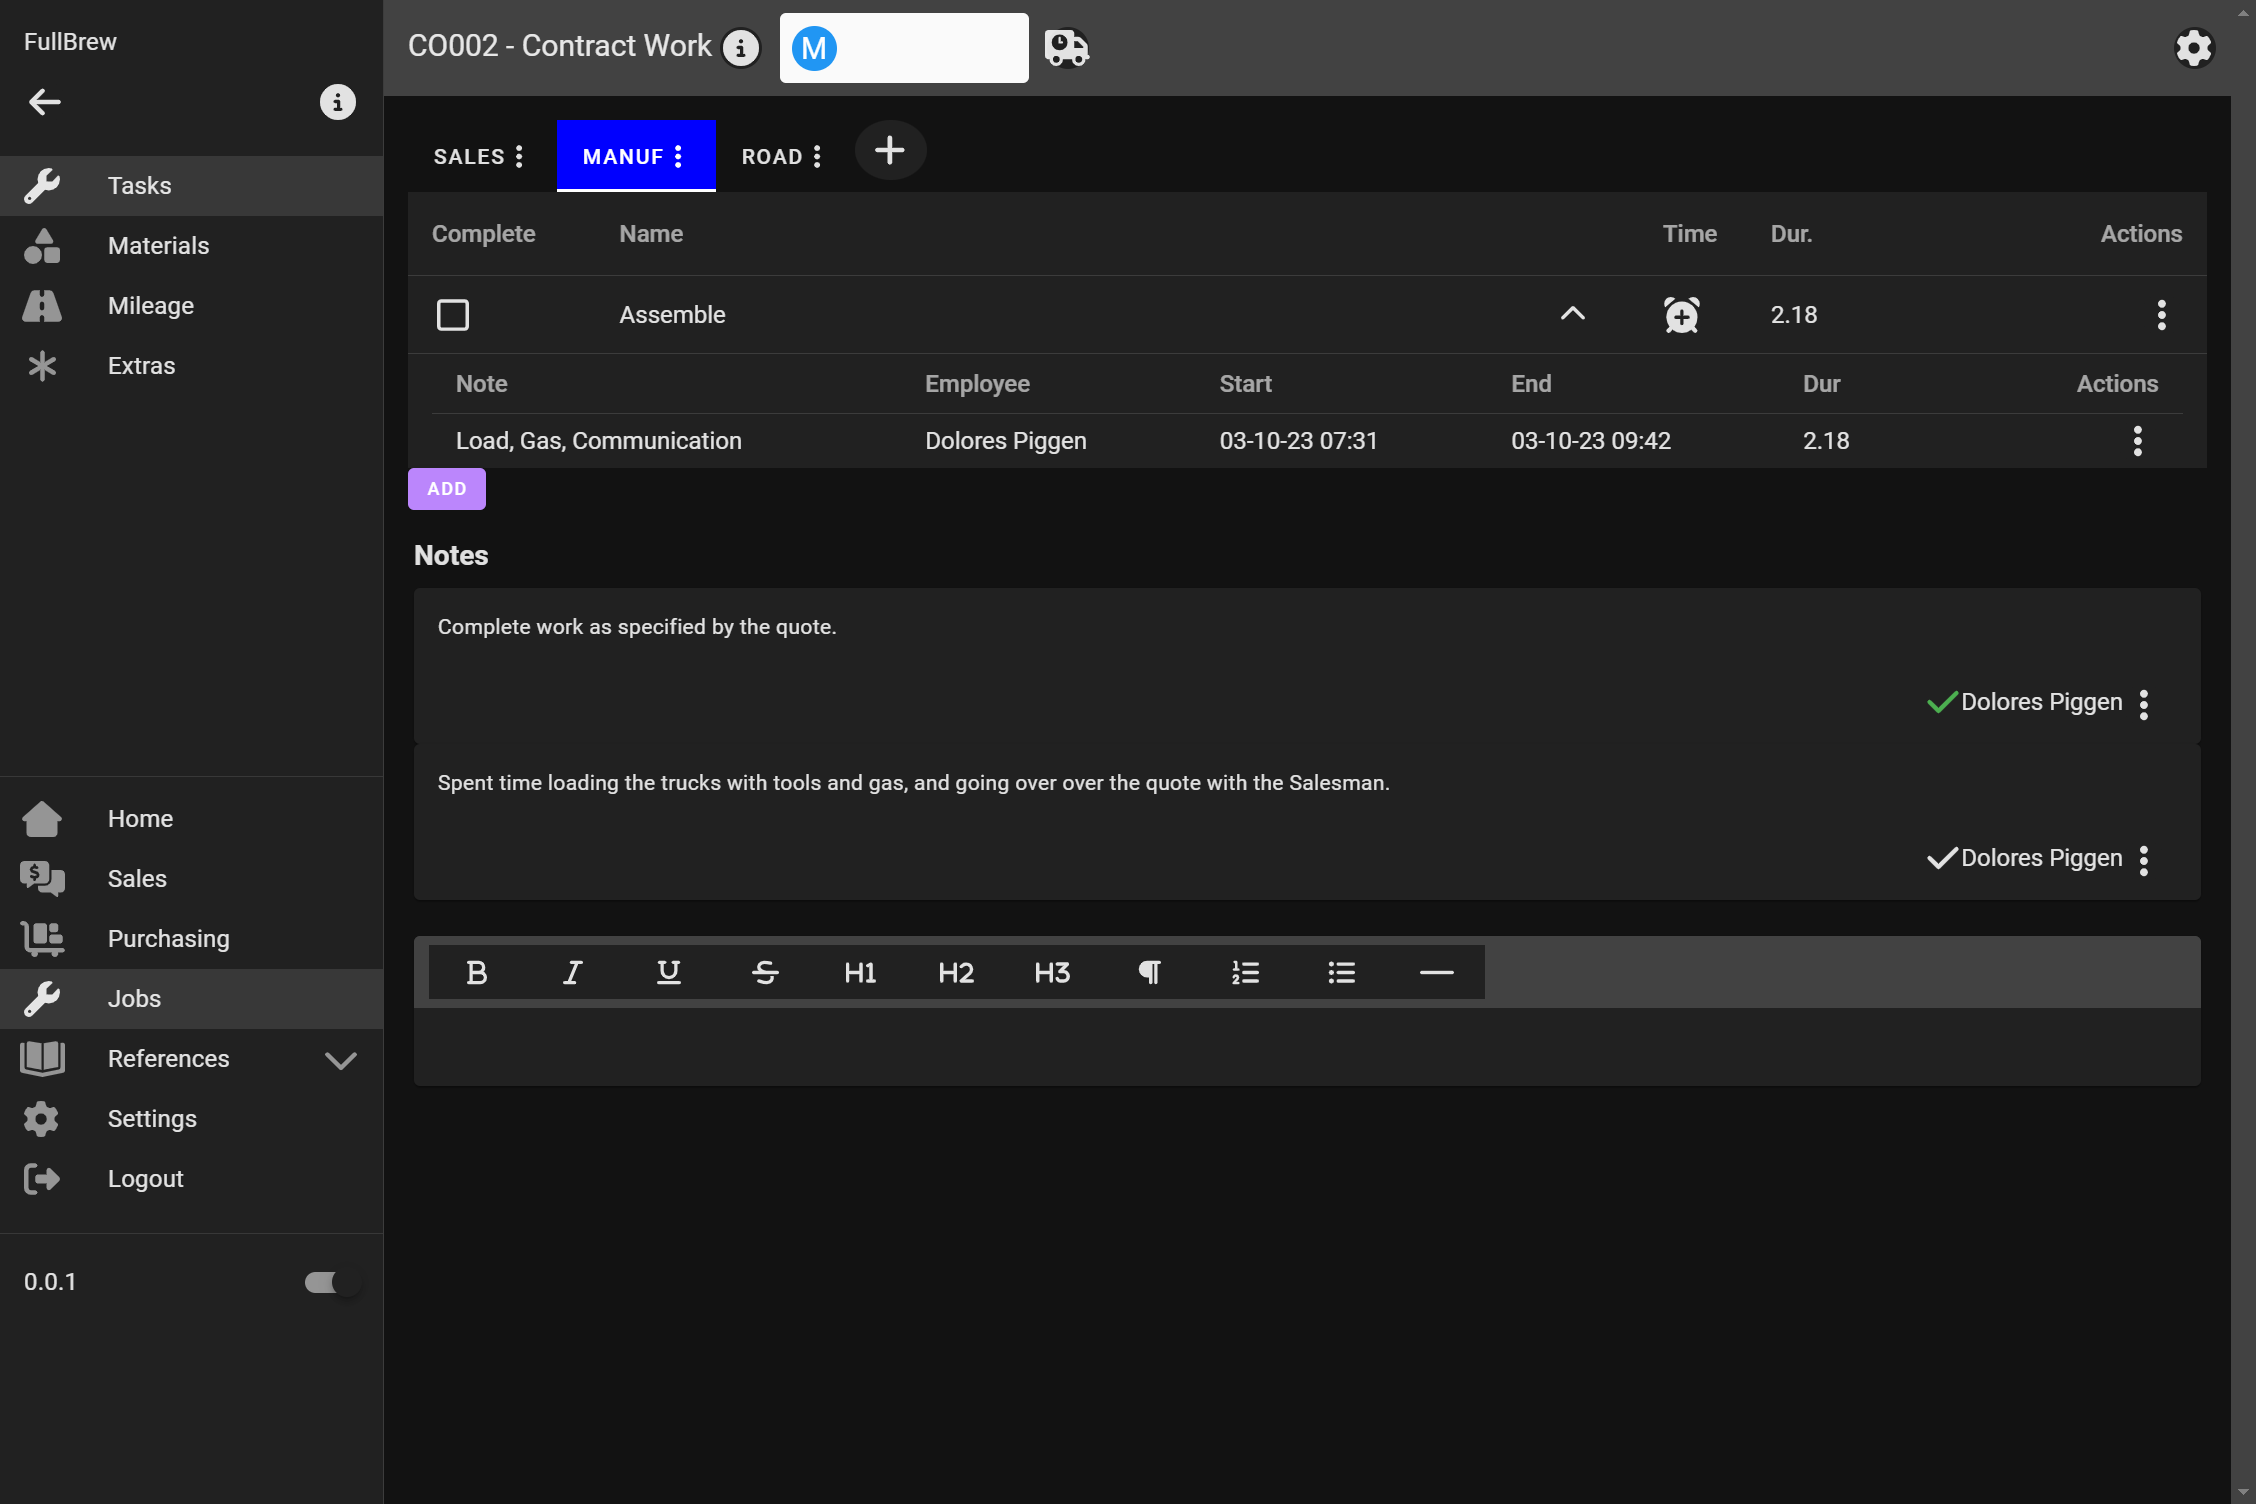 FullBrew
Tasks
Materials
Mileage
Extras
Home
Sales
Purchasing
Jobs
References
Settings
Logout
0.0.1
CO002 - Contract Work
M
SALES MANUF ROAD
Complete Name Time Dur. Actions
Assemble 2.18
Note Employee Start End Dur Actions
Load, Gas, Communication Dolores Piggen 03-10-23 07:31 03-10-23 09:42 2.18
ADD
Notes
Complete work as specified by the quote.
Dolores Piggen
Spent time loading the trucks with tools and gas, and going over over the quote with the Salesman.
Dolores Piggen
B I U S H1 H2 H3 ¶